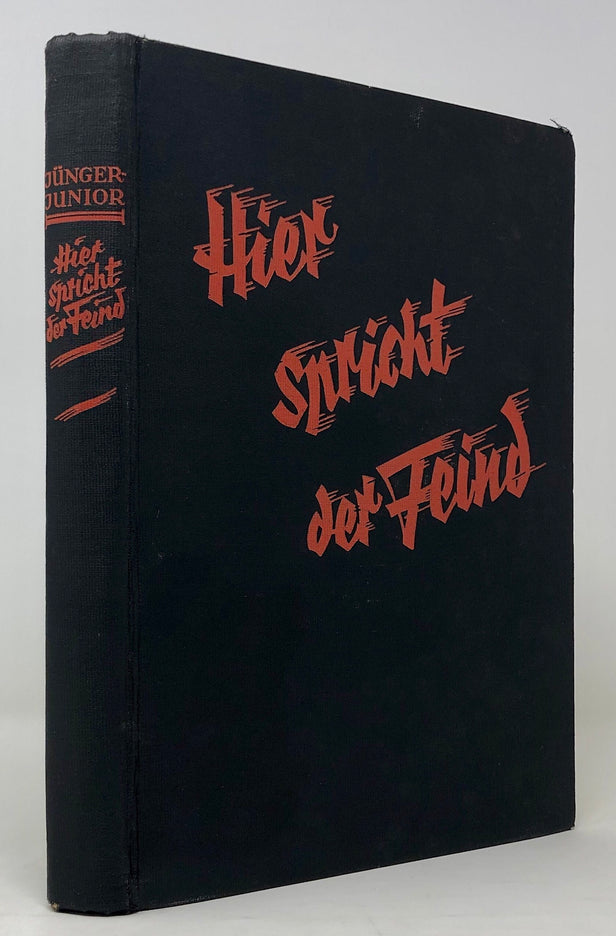 JÜNGER-
JUNIOR
Hier
spricht
der Feind
Hier
spricht
der Feind